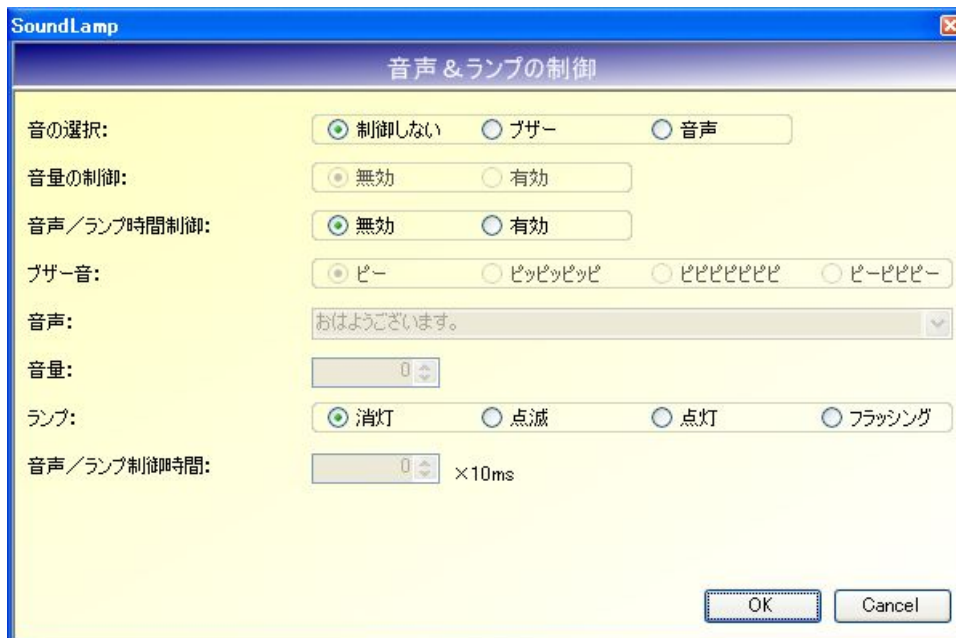 SoundLamp
音声&ランプの制御
音の選択: 制御しない ブザー 音声
音量の制御: 無効 有効
音声／ランプ時間制御: 無効 有効
ブザー音: ピー ピッピッピッピ ピピピピピピピ ピーピピピー
音声: おはようございます。
音量: 0
ランプ: 消灯 点滅 点灯 フラッシング
音声／ランプ制御時間: 0 ×10ms
OK Cancel